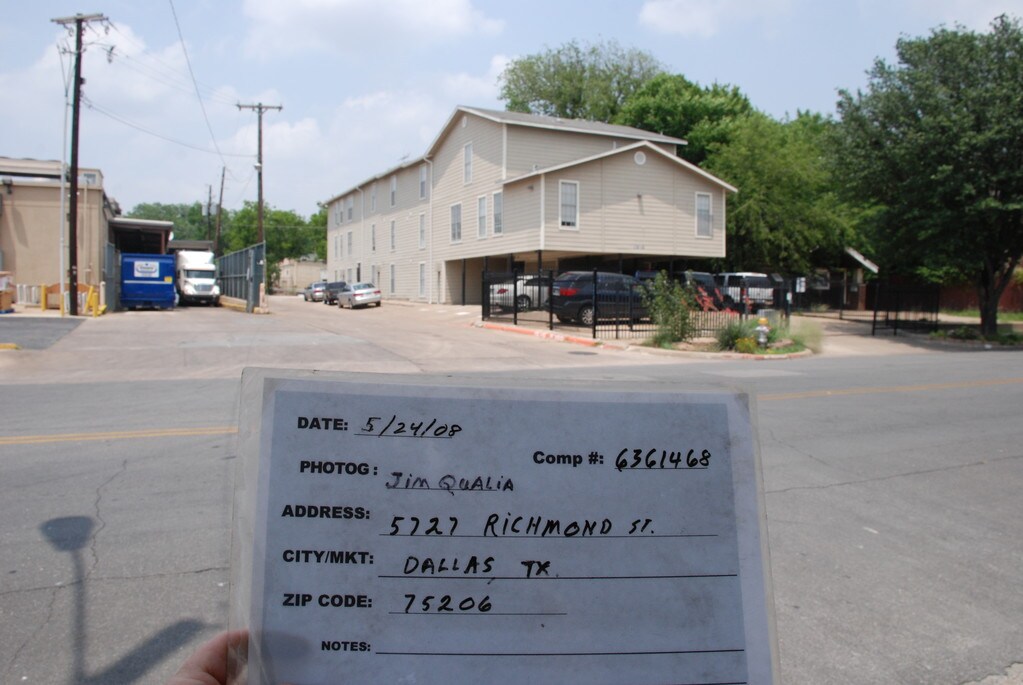 DATE: 5/24/08
Comp #: 6361468
PHOTOG: Jim QUALIA
ADDRESS: 5727 RICHMOND ST.
CITY/MKT: DALLAS TX.
ZIP CODE: 75206
NOTES: